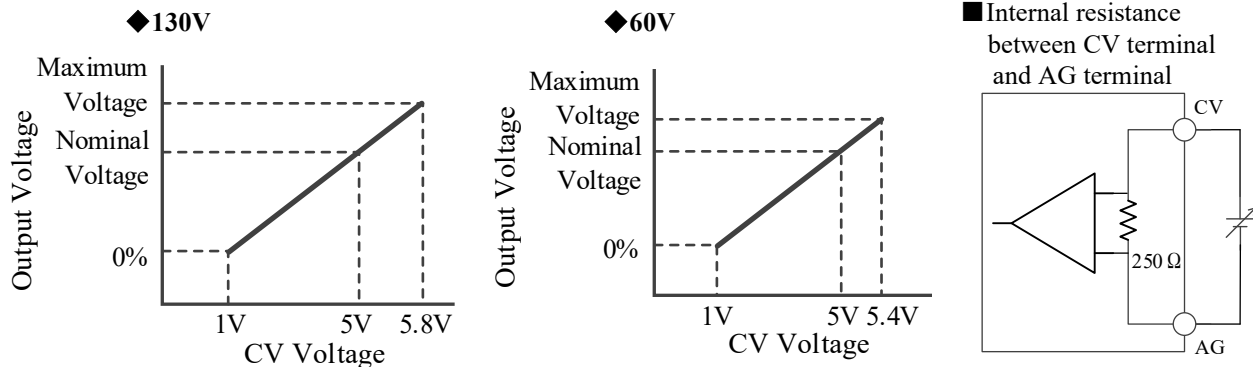 ◆130V
Maximum
Voltage
Nominal
Voltage
0%
Output Voltage
1V 5V 5.8V
CV Voltage
◆60V
Maximum
Voltage
Nominal
Voltage
0%
Output Voltage
1V 5V 5.4V
CV Voltage
■Internal resistance
between CV terminal
and AG terminal
CV
250 Ω
AG